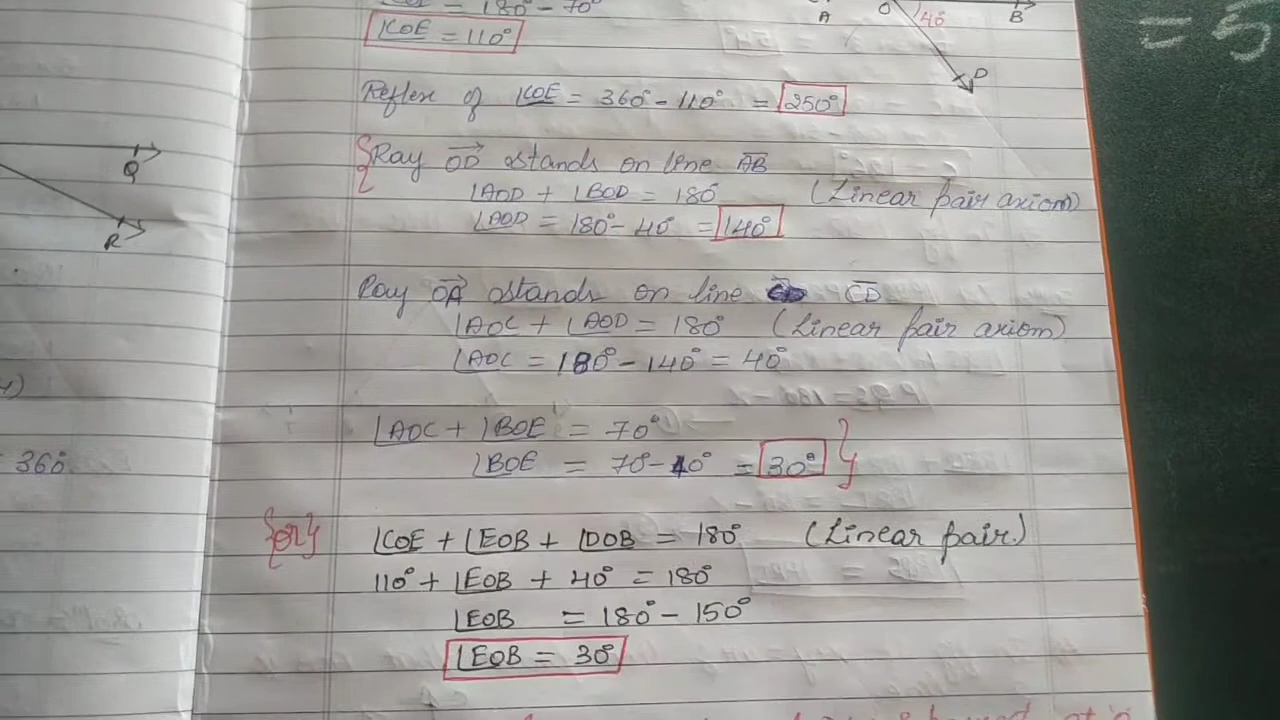 = 180° - 70°
∠COE = 110°
A
O
40
B
D
= 5
Reflex of ∠COE = 360° - 110° = 250°
{Ray OD stands on line AB
∠AOD + ∠BOD = 180° (Linear pair axiom)
∠AOD = 180° - 40° = 140°
Q
R
Ray OA stands on line CD
∠AOC + ∠AOD = 180° (Linear pair axiom)
∠AOC = 180° - 140° = 40°
∠AOC + ∠BOE = 70°
∠BOE = 70° - 40° = 30° }
= 360
{or} ∠COE + ∠EOB + ∠DOB = 180° (Linear pair)
110° + ∠EOB + 40° = 180°
∠EOB = 180° - 150°
∠EOB = 30°